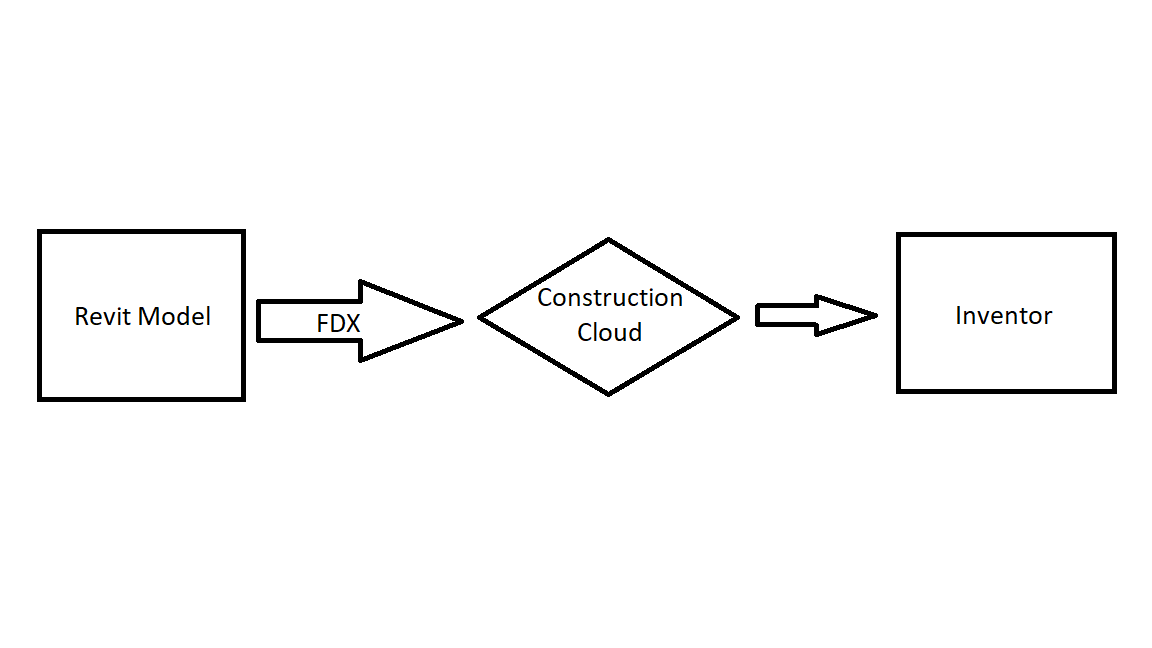 Revit Model
FDX
Construction
Cloud
Inventor